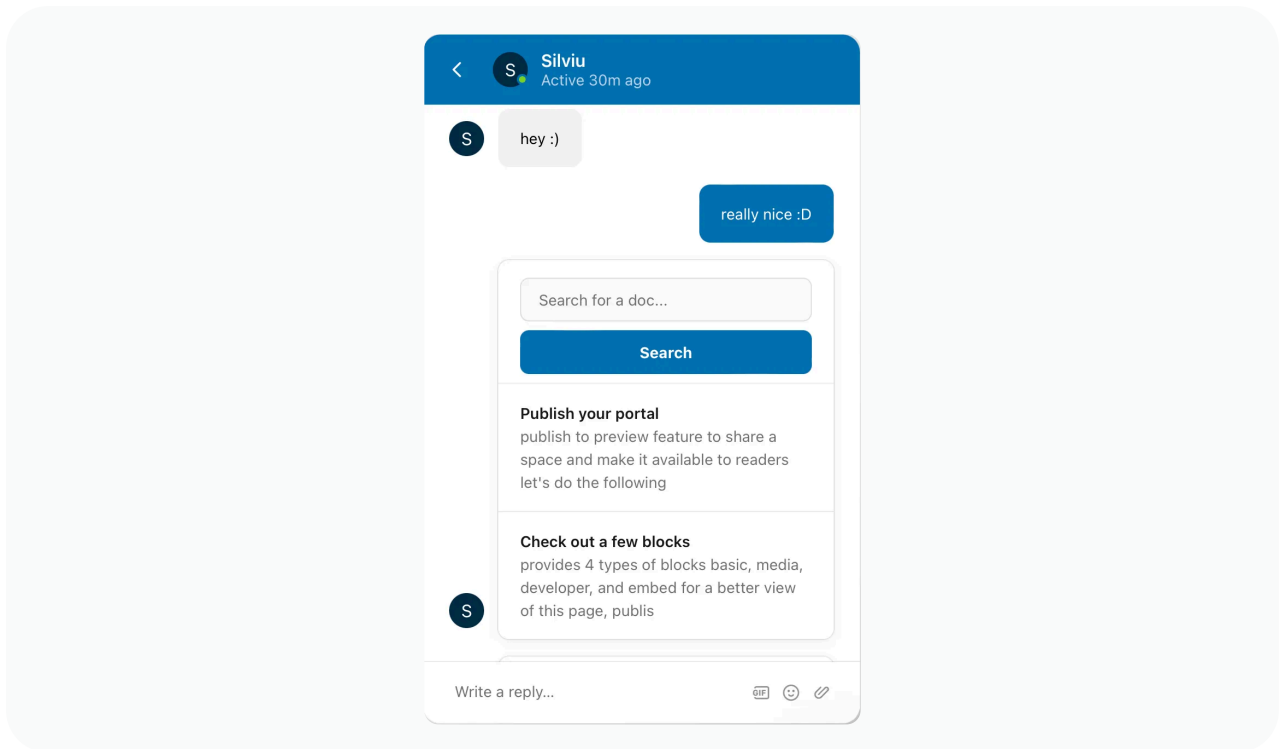 S
Silviu
Active 30m ago
S
hey :)
really nice :D
Search for a doc...
Search
Publish your portal
publish to preview feature to share a
space and make it available to readers
let's do the following
Check out a few blocks
provides 4 types of blocks basic, media,
developer, and embed for a better view
of this page, publis
S
Write a reply...
GIF